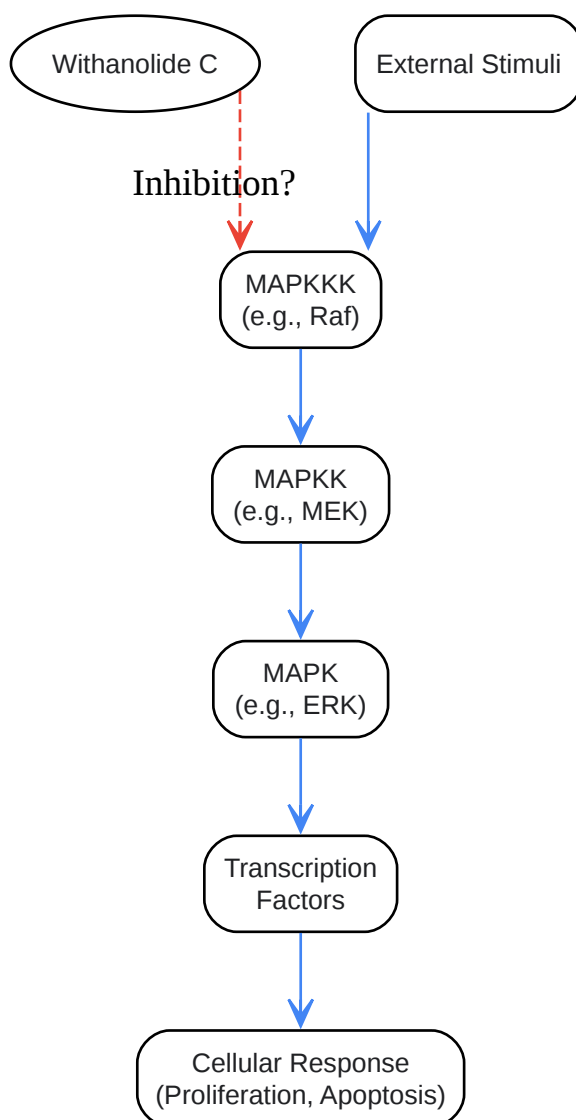 Withanolide C
External Stimuli
Inhibition?
MAPKKK
(e.g., Raf)
MAPKK
(e.g., MEK)
MAPK
(e.g., ERK)
Transcription
Factors
Cellular Response
(Proliferation, Apoptosis)